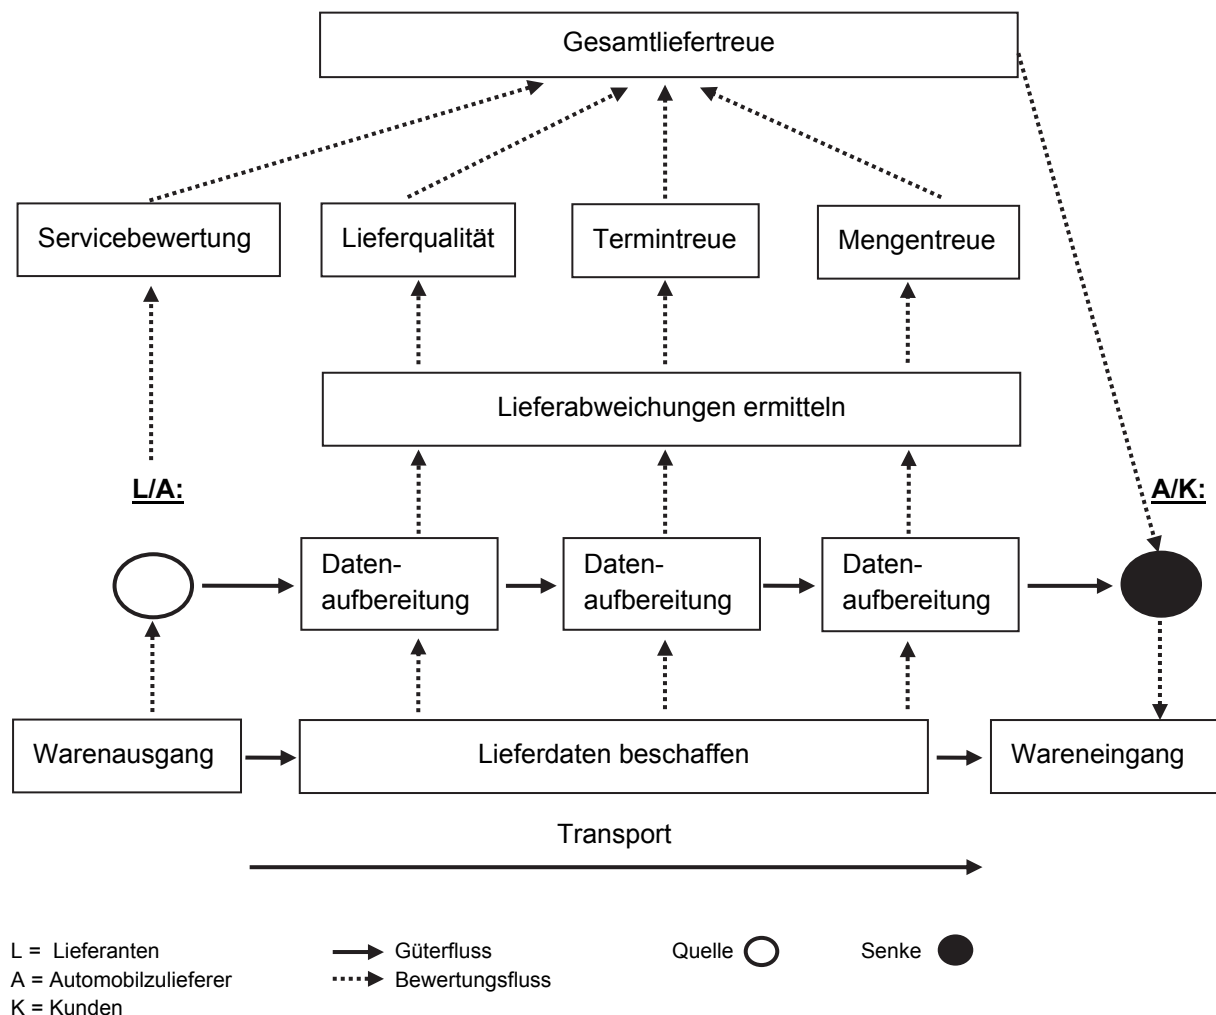 Gesamtliefertreue
Servicebewertung
Lieferqualität
Termintreue
Mengentreue
Lieferabweichungen ermitteln
L/A:
A/K:
Daten-
aufbereitung
Daten-
aufbereitung
Daten-
aufbereitung
Warenausgang
Lieferdaten beschaffen
Wareneingang
Transport
L = Lieferanten
A = Automobilzulieferer
K = Kunden
Güterfluss
Bewertungsfluss
Quelle
Senke